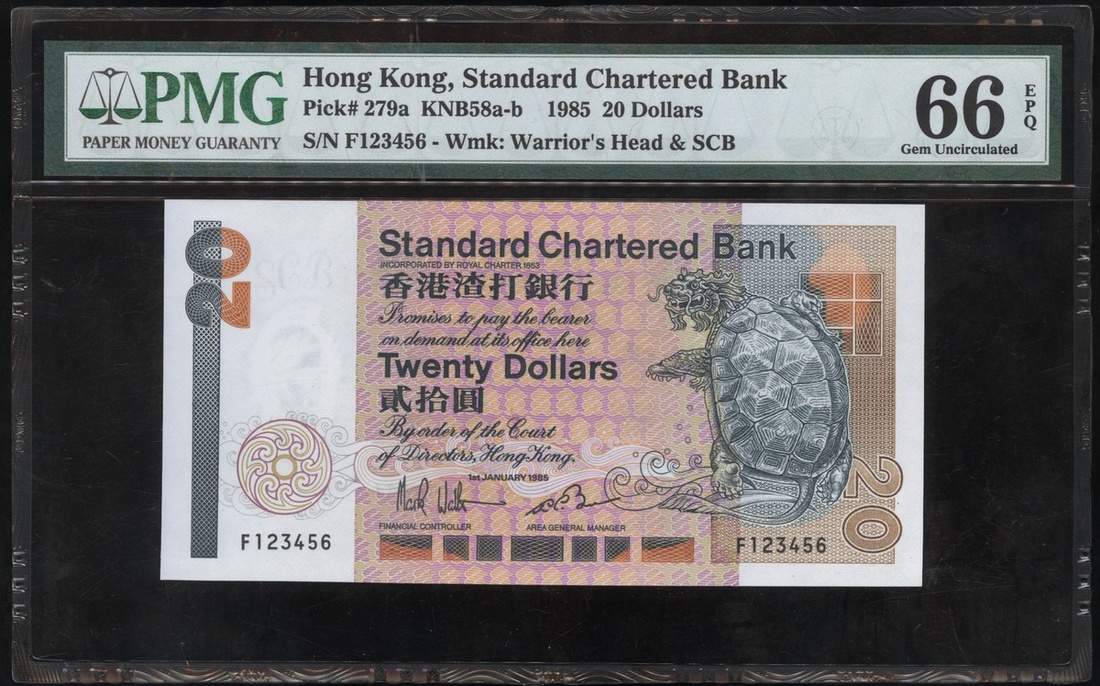 PMG
PAPER MONEY GUARANTY
Hong Kong, Standard Chartered Bank
Pick# 279a KNB58a-b 1985 20 Dollars
S/N F123456 - Wmk: Warrior's Head & SCB
66
EPQ
Gem Uncirculated
20
Standard Chartered Bank
INCORPORATED BY ROYAL CHARTER 1853
香港渣打銀行
Promises to pay the bearer
on demand at its office here
Twenty Dollars
貳拾圓
By order of the Court
of Directors, Hong Kong,
1st JANUARY 1985
FINANCIAL CONTROLLER
AREA GENERAL MANAGER
F123456
F123456
20